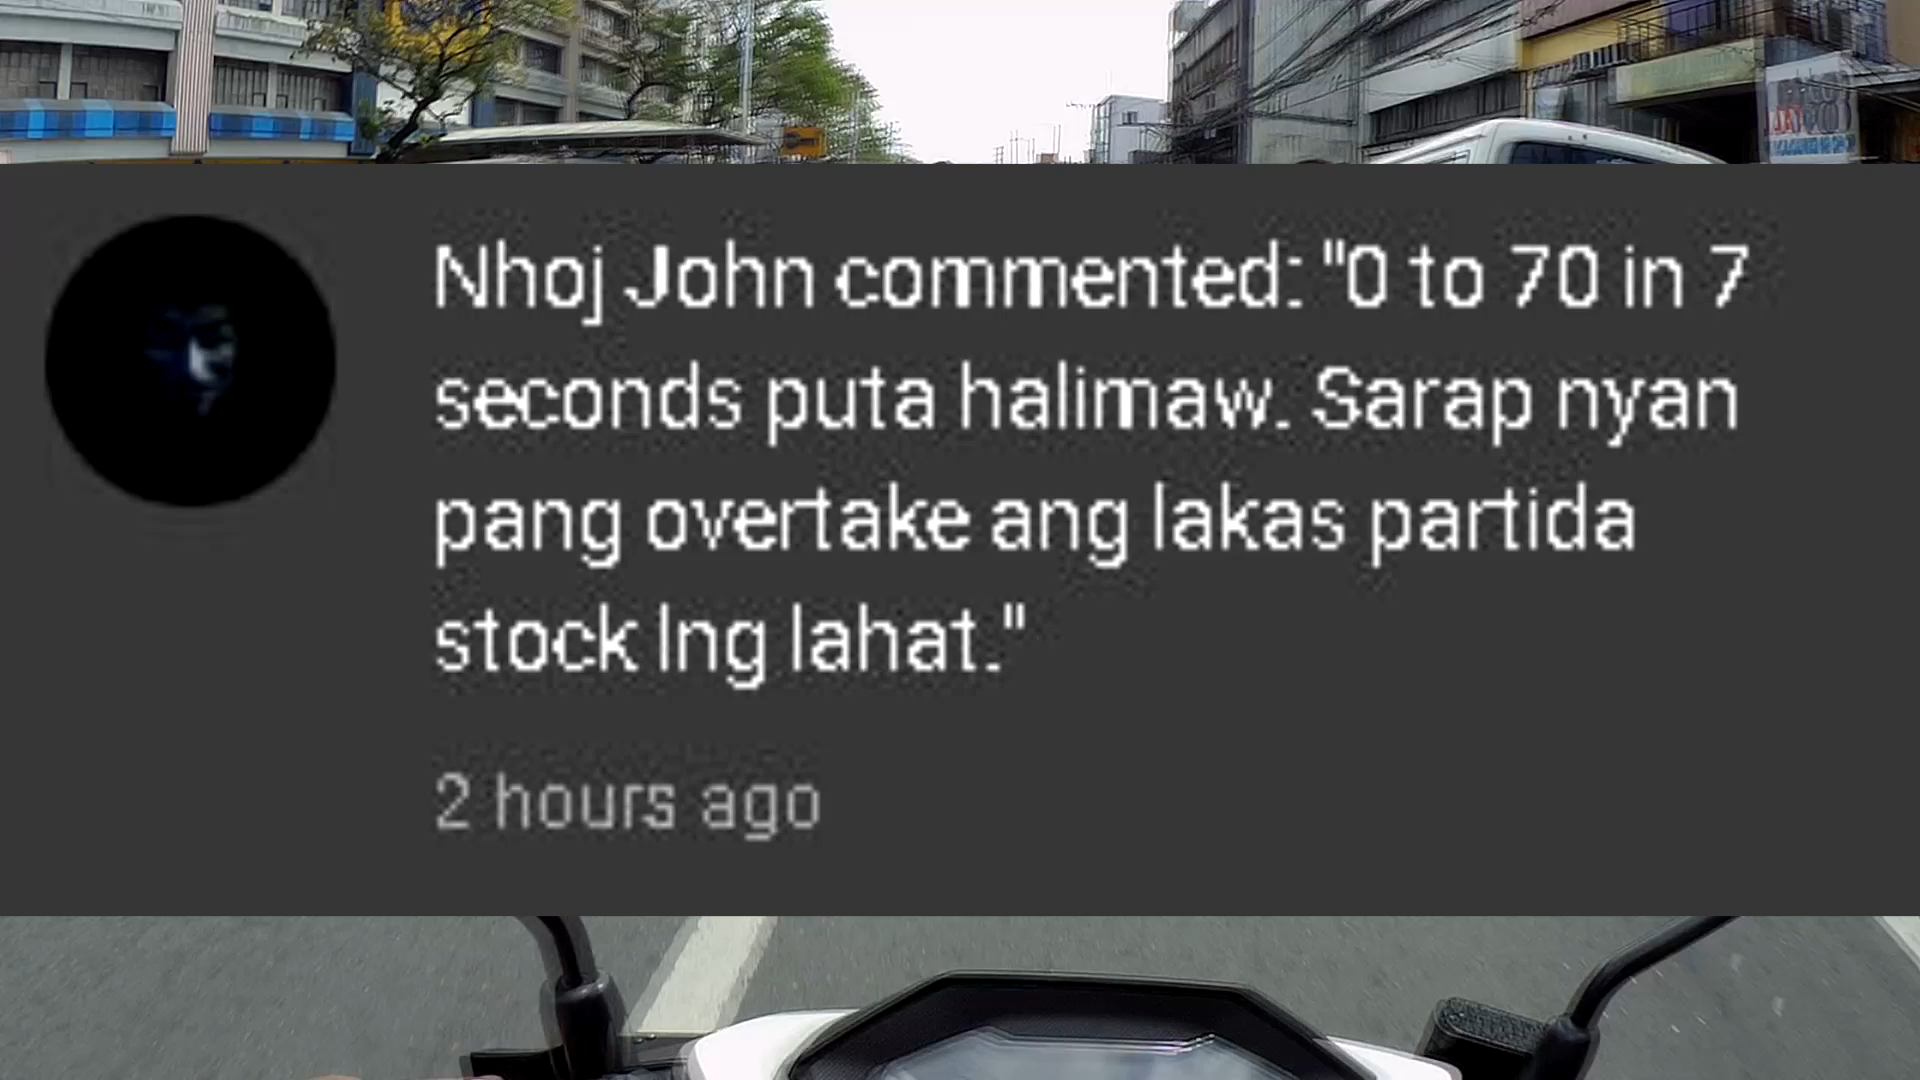 Nhoj John commented: "0 to 70 in 7
seconds puta halimaw. Sarap nyan
pang overtake ang lakas partida
stock lng lahat."
2 hours ago